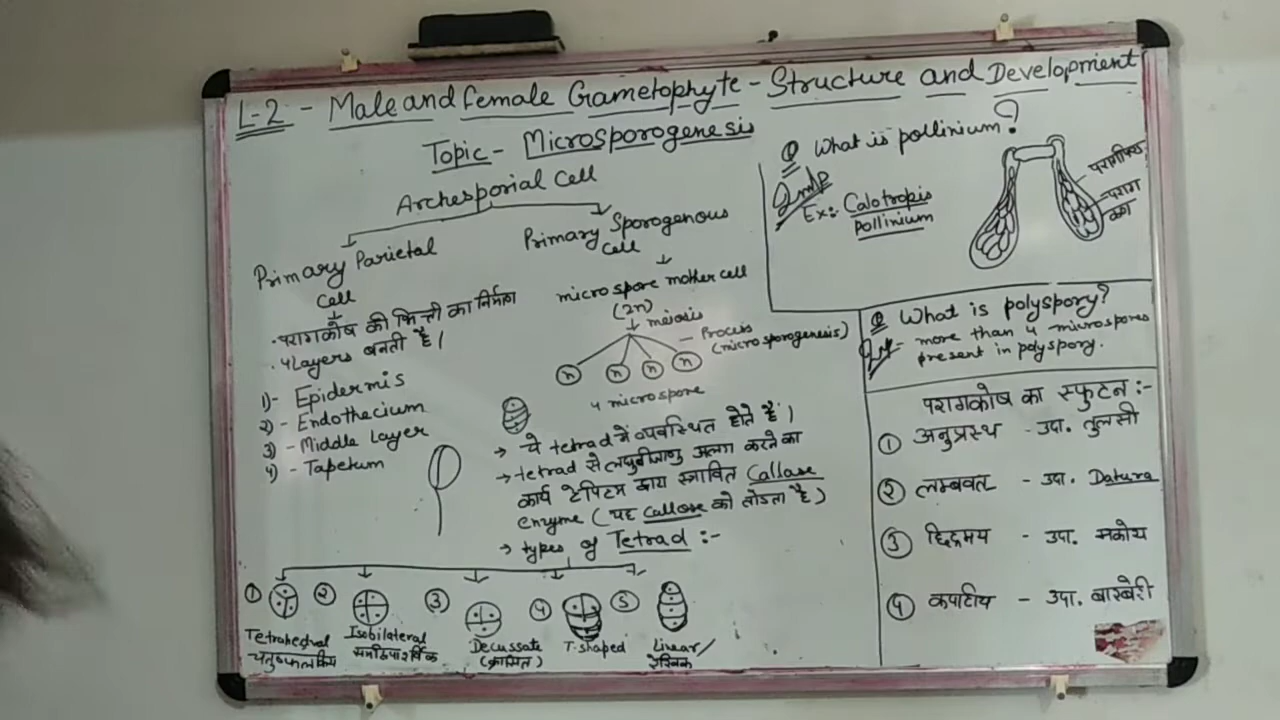 L-2 - Male and female Gametophyte - Structure and Development
Topic - Microsporogenesis
Archesporial cell
Primary Parietal
cell
• परागकोष की भित्ती का निर्माण
• 4 Layers बनती है।
1)- Epidermis
2) - Endothecium
3) - Middle Layer
4) - Tapetum
Primary Sporogenous
cell
microspore mother cell
(2n)
meiosis
Process
(microsporogenesis)
n n n n
4 microspore
→ ये tetrad में व्यवस्थित होते है।
→ tetrad से लघुबीजाणु अलग करने का
कार्य टेपिटम द्वारा स्त्रावित Callase
enzyme (यह Callose को तोडता है)
→ types of Tetrad :-
① ② ③ ④ ⑤
Tetrahedral
चतुष्फलकिय
Isobilateral
समद्विपार्श्विक
Decussate
(क्रासित)
T-shaped
Linear/
रेखिक
Q What is pollinium?
Imp
Ex:- Calotropis
pollinium
पराग
कण
Q What is polyspory?
- more than 4 microspores
present in polyspory.
परागकोष का स्फुटन :-
① अनुप्रस्थ - उदा. तुलसी
② लम्बवत - उदा. Datura
③ छिद्रमय - उदा. मकोय
④ कपाटीय - उदा. बारबेरी